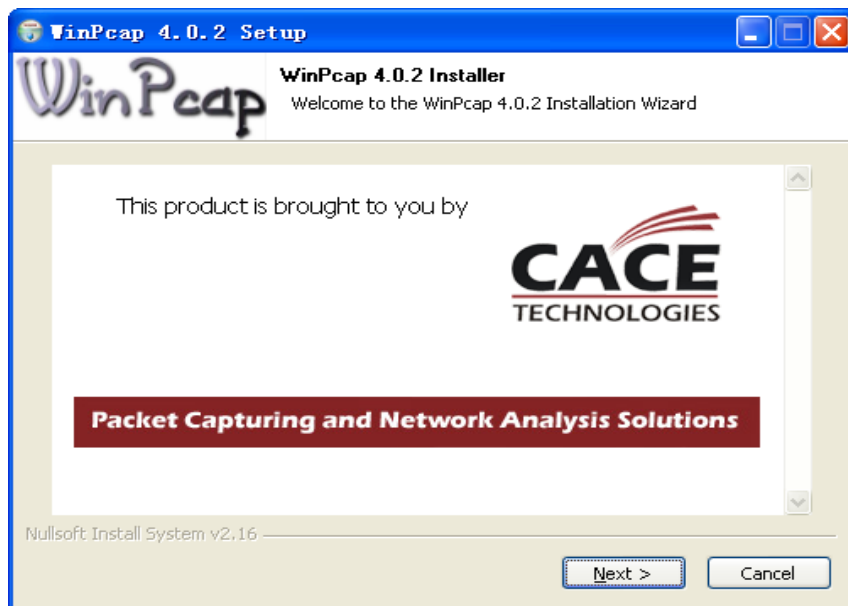 WinPcap 4.0.2 Setup
WinPcap
WinPcap 4.0.2 Installer
Welcome to the WinPcap 4.0.2 Installation Wizard
This product is brought to you by
CACE
TECHNOLOGIES
Packet Capturing and Network Analysis Solutions
Nullsoft Install System v2.16
Next >
Cancel